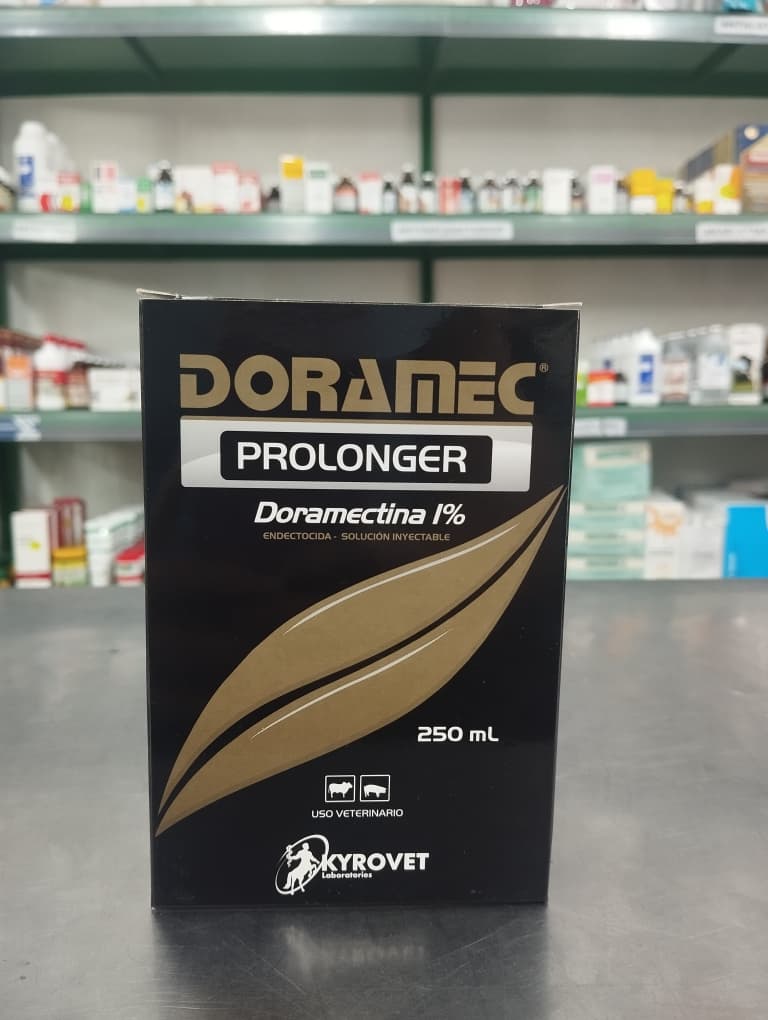 DORAMEC®
PROLONGER
Doramectina 1%
ENDECTOCIDA - SOLUCIÓN INYECTABLE
250 mL
USO VETERINARIO
KYROVET
Laboratories